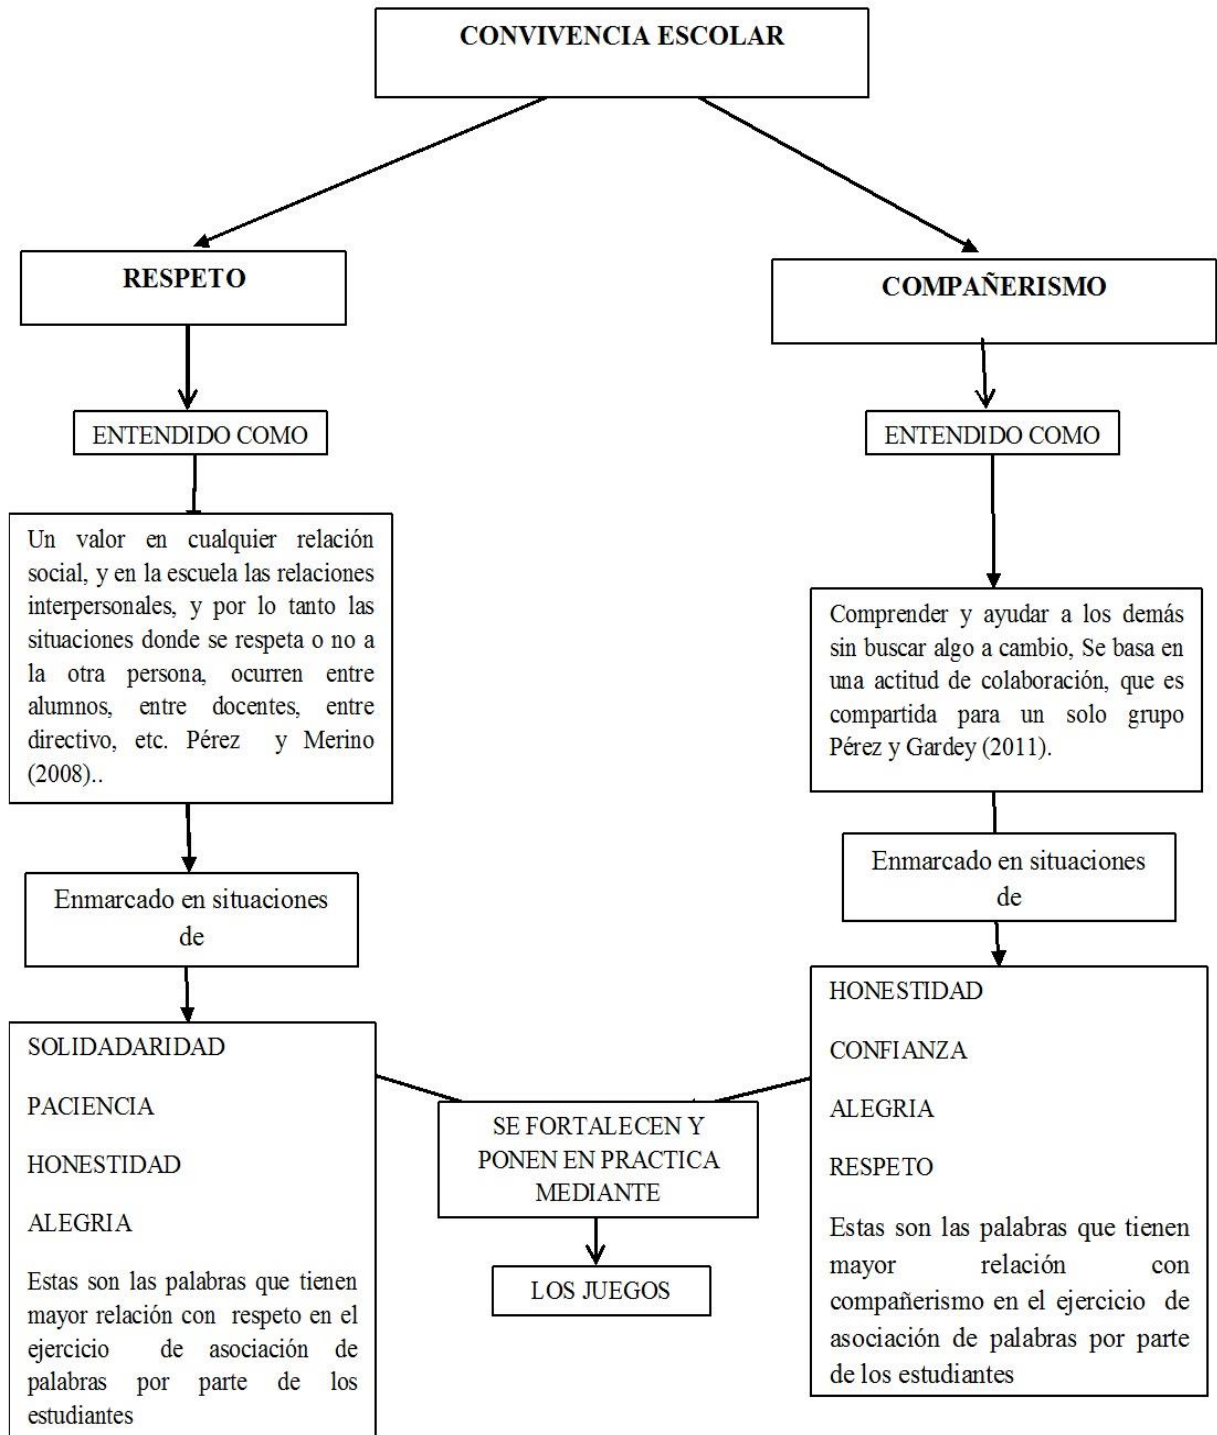 CONVIVENCIA ESCOLAR
RESPETO
COMPAÑERISMO
ENTENDIDO COMO
ENTENDIDO COMO
Un valor en cualquier relación
social, y en la escuela las relaciones
interpersonales, y por lo tanto las
situaciones donde se respeta o no a
la otra persona, ocurren entre
alumnos, entre docentes, entre
directivo, etc. Pérez y Merino
(2008)..
Comprender y ayudar a los demás
sin buscar algo a cambio, Se basa en
una actitud de colaboración, que es
compartida para un solo grupo
Pérez y Gardey (2011).
Enmarcado en situaciones
de
Enmarcado en situaciones
de
SOLIDADARIDAD
PACIENCIA
HONESTIDAD
ALEGRIA
Estas son las palabras que tienen
mayor relación con respeto en el
ejercicio de asociación de
palabras por parte de los
estudiantes
HONESTIDAD
CONFIANZA
ALEGRIA
RESPETO
Estas son las palabras que tienen
mayor relación con
compañerismo en el ejercicio de
asociación de palabras por parte
de los estudiantes
SE FORTALECEN Y
PONEN EN PRACTICA
MEDIANTE
LOS JUEGOS